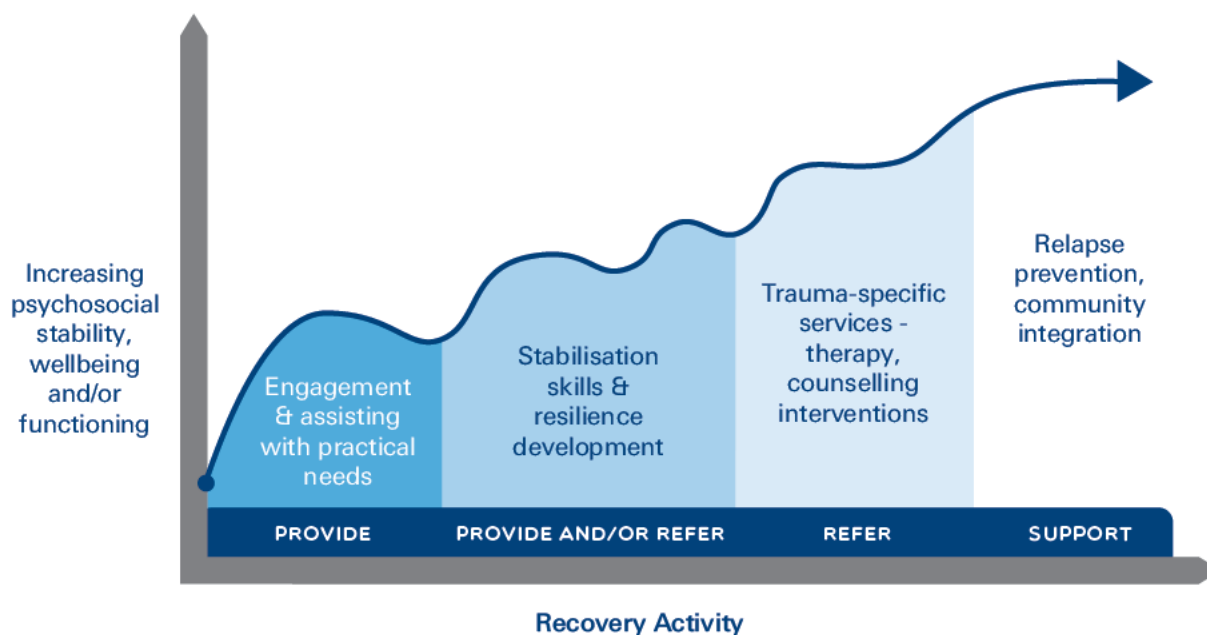 Increasing
psychosocial
stability,
wellbeing
and/or
functioning
Engagement
& assisting
with practical
needs
Stabilisation
skills &
resilience
development
Trauma-specific
services -
therapy,
counselling
interventions
Relapse
prevention,
community
integration
PROVIDE
PROVIDE AND/OR REFER
REFER
SUPPORT
Recovery Activity